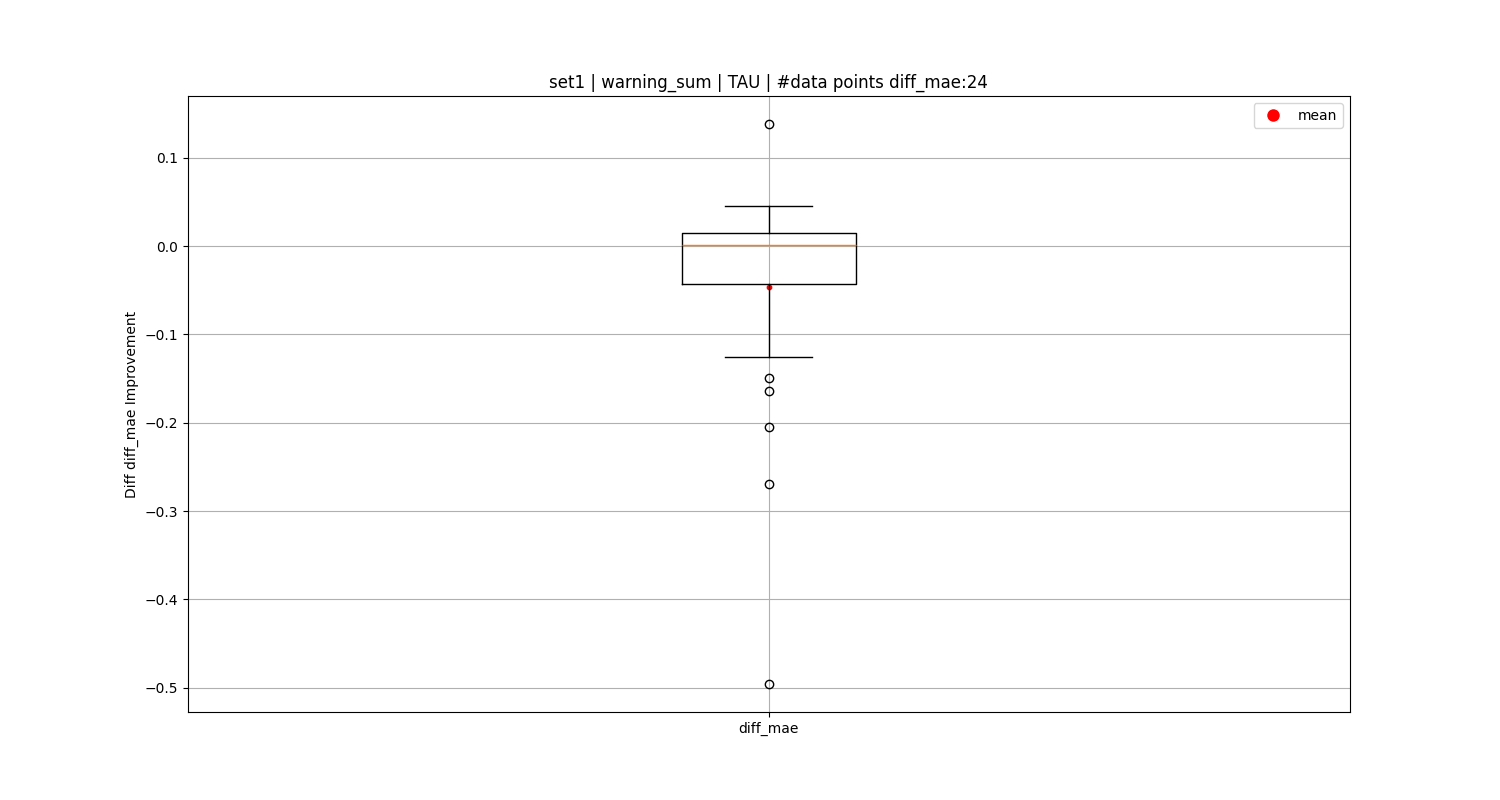 set1 | warning_sum | TAU | #data points diff_mae:24
mean
0.1
0.0
−0.1
−0.2
−0.3
−0.4
−0.5
Diff diff_mae Improvement
diff_mae